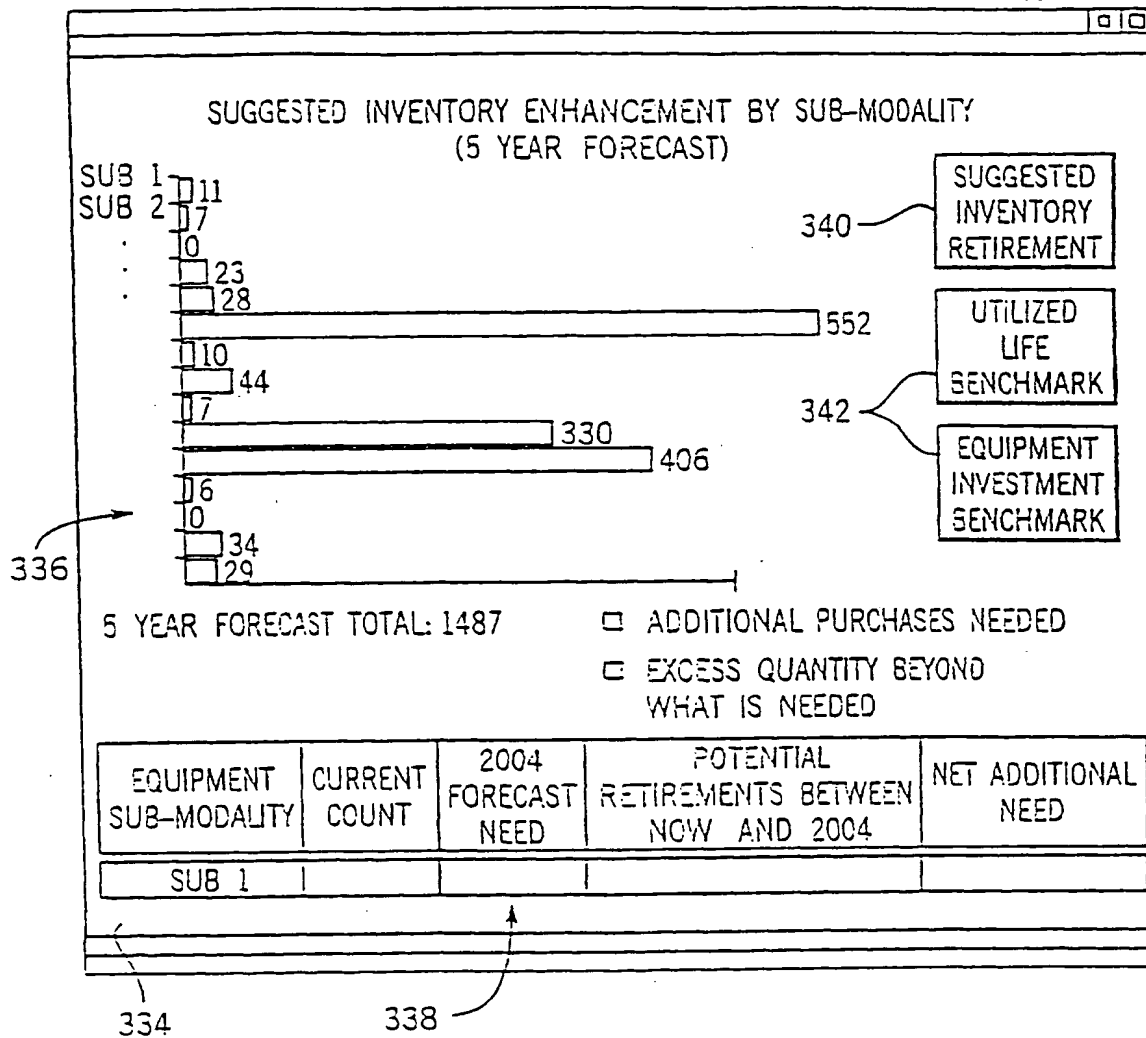 SUGGESTED INVENTORY ENHANCEMENT BY SUB-MODALITY
(5 YEAR FORECAST)
SUB 1
11
SUB 2
7
0
23
28
552
10
44
7
330
406
6
0
34
29
336
340
SUGGESTED
INVENTORY
RETIREMENT
342
UTILIZED
LIFE
BENCHMARK
EQUIPMENT
INVESTMENT
BENCHMARK
5 YEAR FORECAST TOTAL: 1487
ADDITIONAL PURCHASES NEEDED
EXCESS QUANTITY BEYOND
WHAT IS NEEDED
EQUIPMENT
SUB-MODALITY
CURRENT
COUNT
2004
FORECAST
NEED
POTENTIAL
RETIREMENTS BETWEEN
NOW AND 2004
NET ADDITIONAL
NEED
SUB 1
334
338